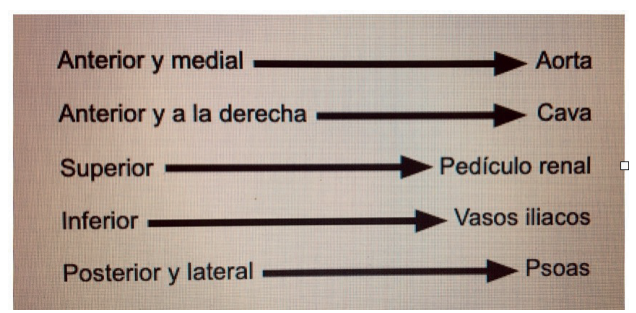 Anterior y medial Aorta
Anterior y a la derecha Cava
Superior Pedículo renal
Inferior Vasos iliacos
Posterior y lateral Psoas